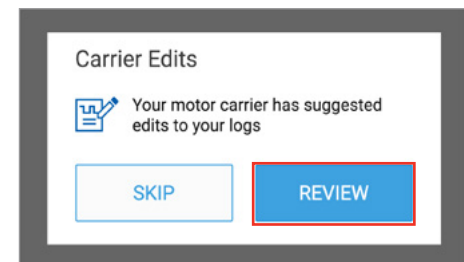 Carrier Edits
Your motor carrier has suggested
edits to your logs
SKIP
REVIEW